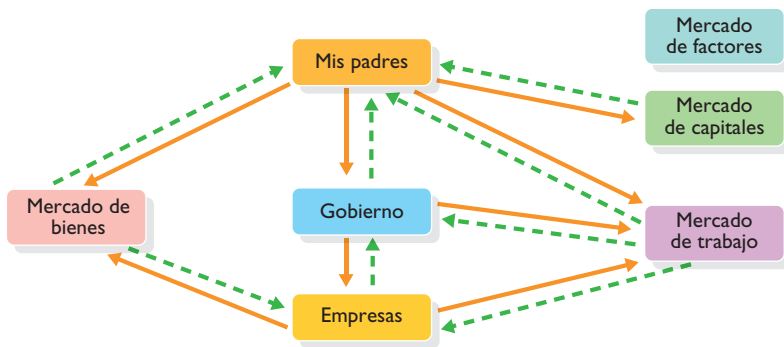 Mercado
de factores
Mis padres
Mercado
de capitales
Mercado de
bienes
Gobierno
Mercado
de trabajo
Empresas